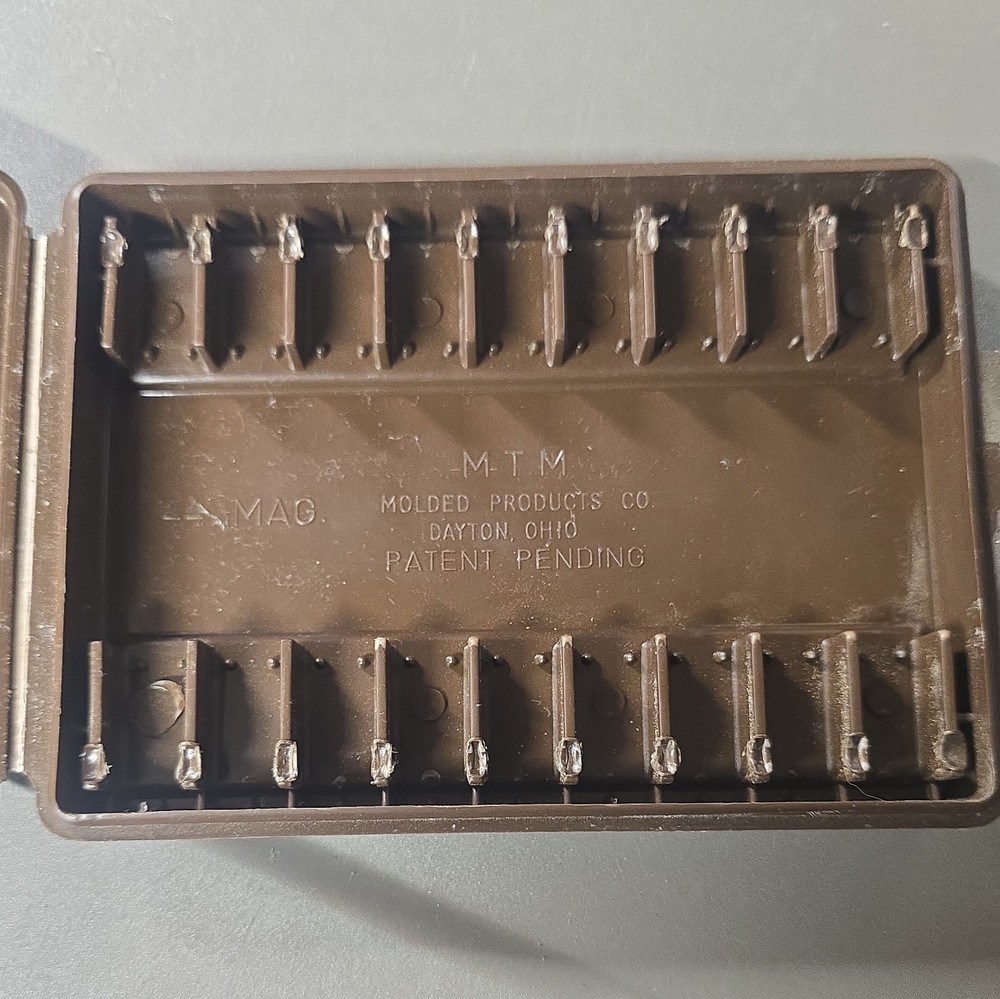 M-T-M
MAG.
MOLDED PRODUCTS CO.
DAYTON, OHIO
PATENT PENDING